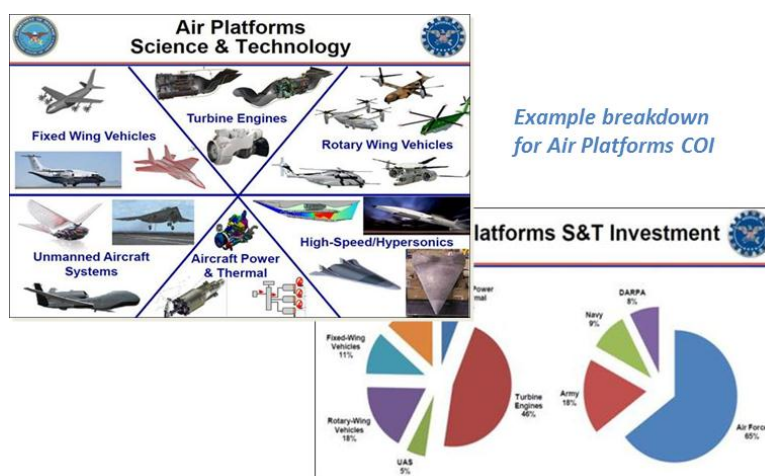 Air Platforms
Science & Technology
Fixed Wing Vehicles
Turbine Engines
Rotary Wing Vehicles
Unmanned Aircraft
Systems
Aircraft Power
& Thermal
High-Speed/Hypersonics
Example breakdown
for Air Platforms COI
latforms S&T Investment
Power
mal
Fixed-Wing
Vehicles
11%
Rotary-Wing
Vehicles
18%
UAS
5%
Turbine
Engines
46%
DARPA
8%
Navy
9%
Army
18%
Air Force
65%